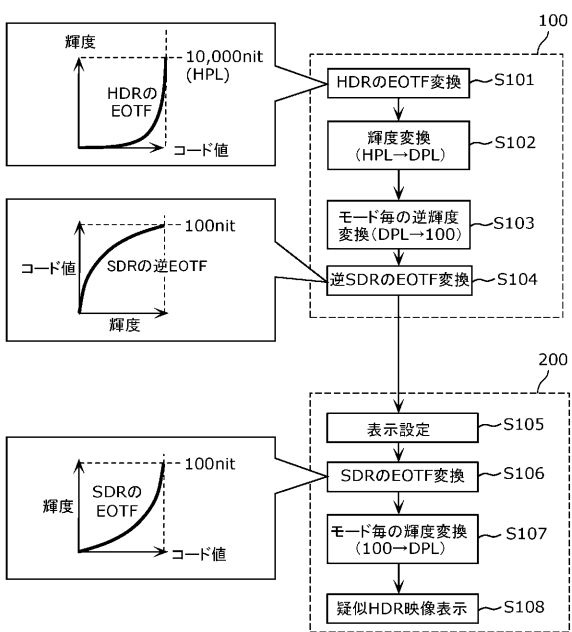 100
輝度
10,000nit
(HPL)
HDRの
EOTF
コード値
HDRのEOTF変換
S101
輝度変換
(HPL→DPL)
S102
モード毎の逆輝度
変換(DPL→100)
S103
100nit
コード値
SDRの逆EOTF
輝度
逆SDRのEOTF変換
S104
200
表示設定
S105
100nit
輝度
SDRの
EOTF
コード値
SDRのEOTF変換
S106
モード毎の輝度変換
(100→DPL)
S107
疑似HDR映像表示
S108